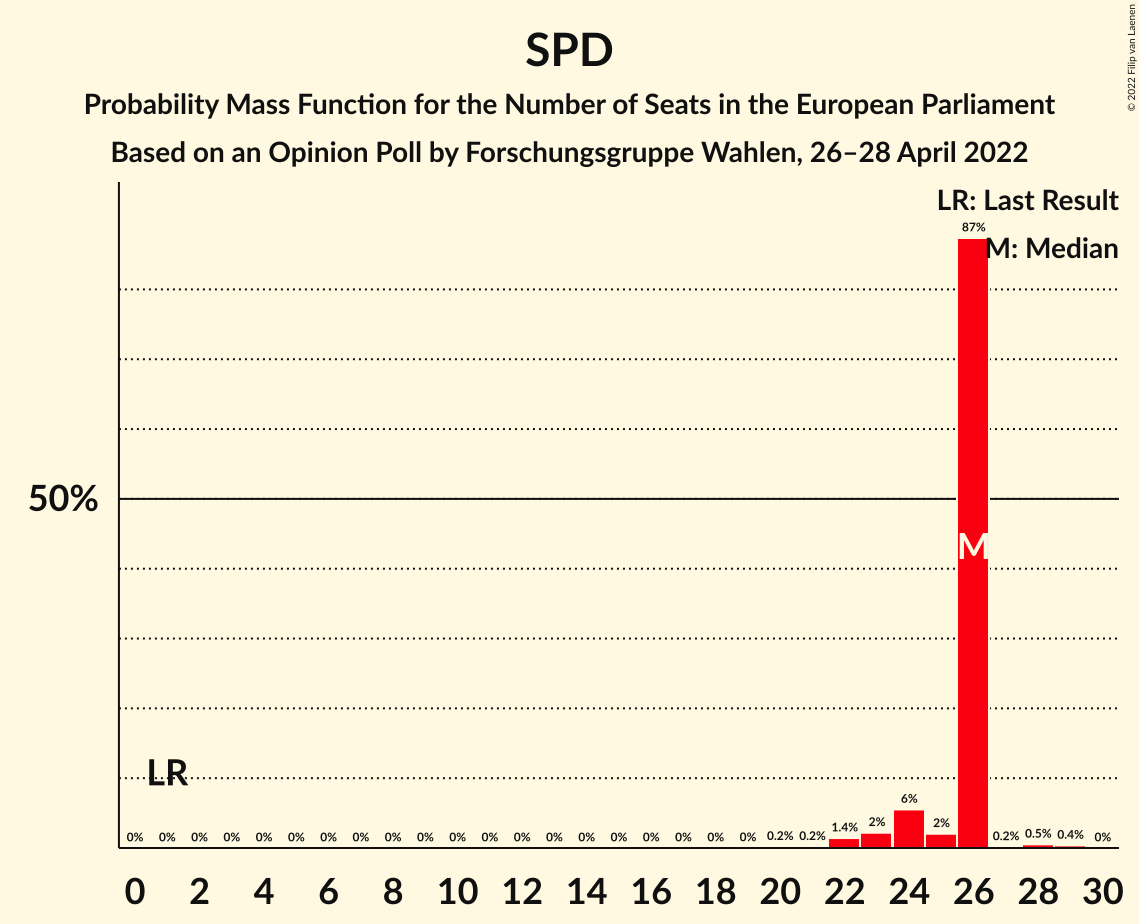 SPD
Probability Mass Function for the Number of Seats in the European Parliament
Based on an Opinion Poll by Forschungsgruppe Wahlen, 26–28 April 2022
© 2022 Filip van Laenen
LR: Last Result
M: Median
87%
50%
M
LR
6%
1.4% 2% 2%
0% 0% 0% 0% 0% 0% 0% 0% 0% 0% 0% 0% 0% 0% 0% 0% 0% 0% 0% 0% 0.2% 0.2% 0.2% 0.5% 0.4% 0%
0 2 4 6 8 10 12 14 16 18 20 22 24 26 28 30